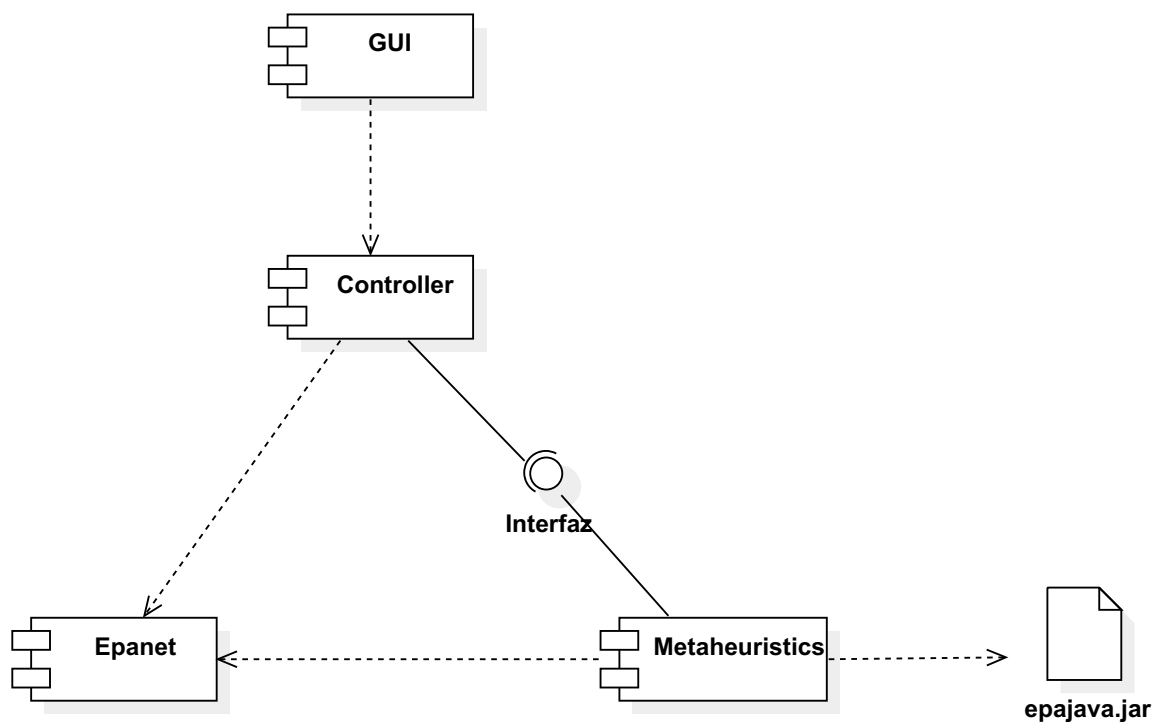 GUI
Controller
Interfaz
Epanet
Metaheuristics
epajava.jar